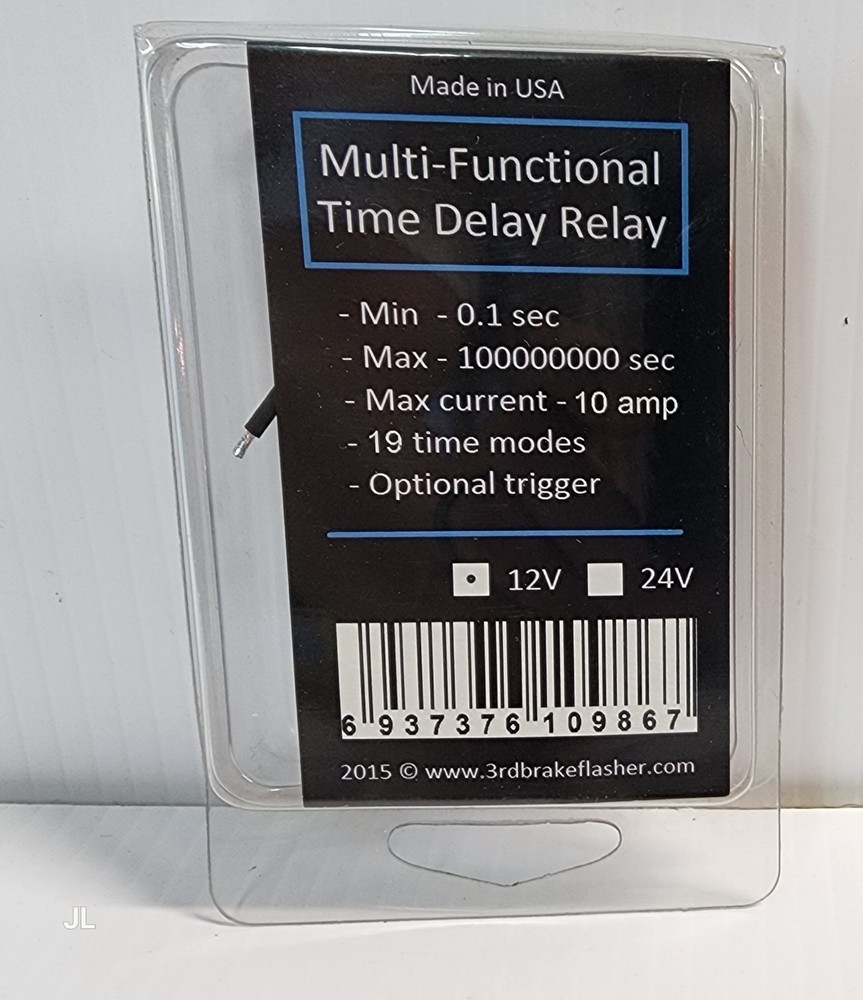 Made in USA
Multi-Functional
Time Delay Relay
- Min - 0.1 sec
- Max - 100000000 sec
- Max current - 10 amp
- 19 time modes
- Optional trigger
12V 24V
6 937376 109867
2015 © www.3rdbrakeflasher.com
JL